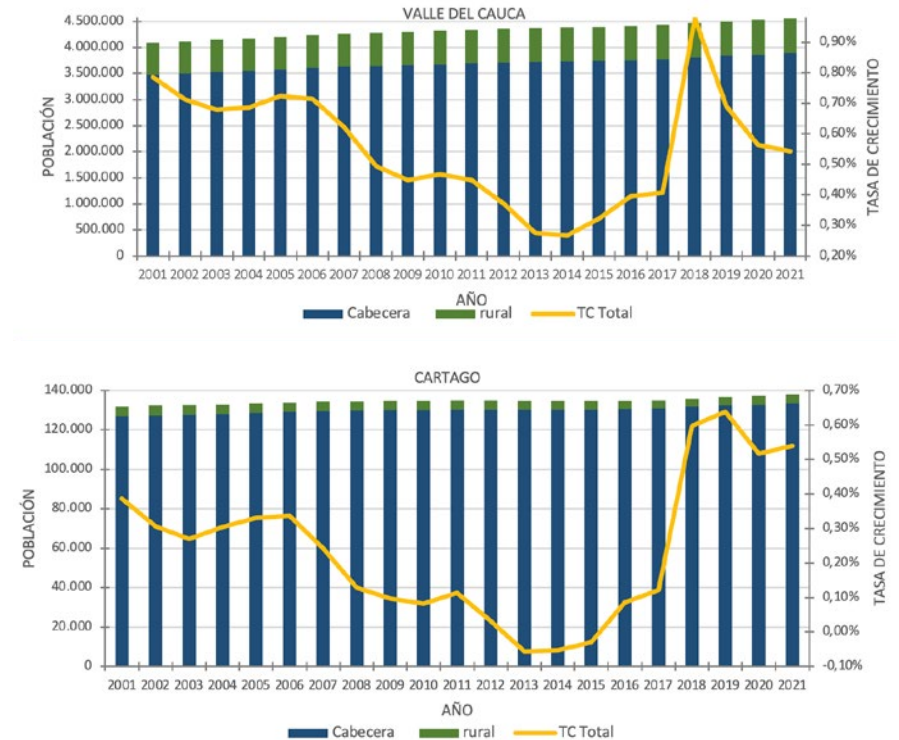 VALLE DEL CAUCA
4.500.000
4.000.000
3.500.000
3.000.000
2.500.000
2.000.000
1.500.000
1.000.000
500.000
0
POBLACIÓN
0,90%
0,80%
0,70%
0,60%
0,50%
0,40%
0,30%
0,20%
TASA DE CRECIMIENTO
2001 2002 2003 2004 2005 2006 2007 2008 2009 2010 2011 2012 2013 2014 2015 2016 2017 2018 2019 2020 2021
AÑO
Cabecera rural TC Total
CARTAGO
140.000
120.000
100.000
80.000
60.000
40.000
20.000
0
POBLACIÓN
0,70%
0,60%
0,50%
0,40%
0,30%
0,20%
0,10%
0,00%
-0,10%
TASA DE CRECIMIENTO
2001 2002 2003 2004 2005 2006 2007 2008 2009 2010 2011 2012 2013 2014 2015 2016 2017 2018 2019 2020 2021
AÑO
Cabecera rural TC Total